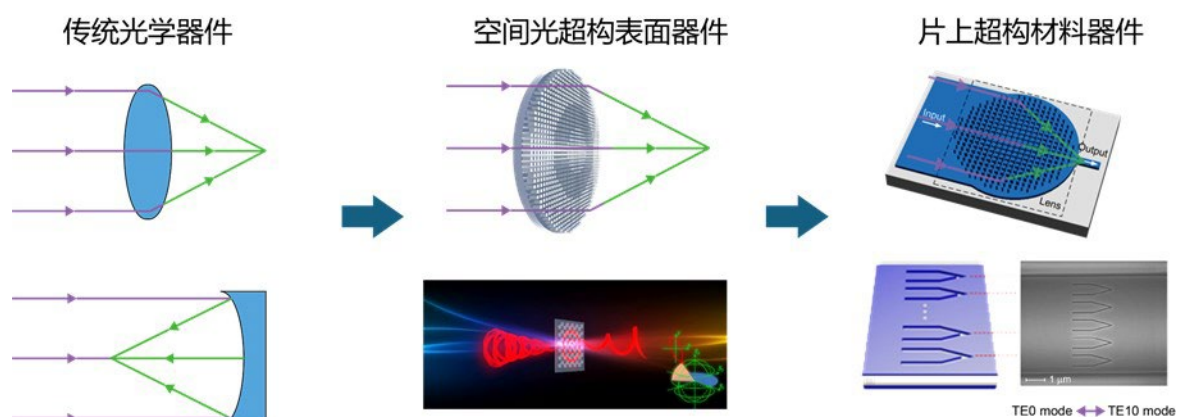 传统光学器件
空间光超构表面器件
片上超构材料器件
Input
Output
Lens
1 μm
TE0 mode TE10 mode